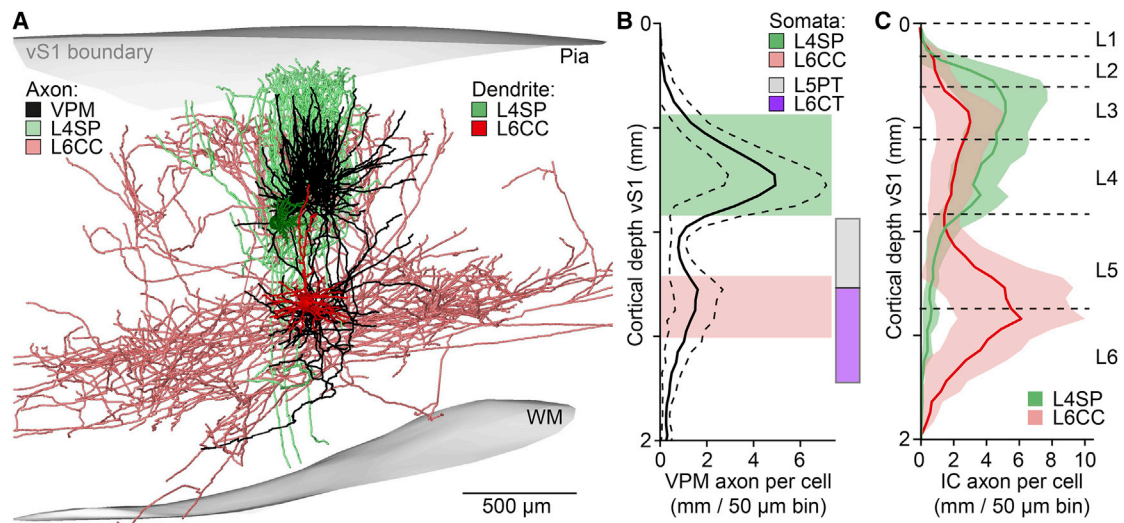 A
vS1 boundary
Pia
Axon:
VPM
L4SP
L6CC
Dendrite:
L4SP
L6CC
WM
500 µm
B
0
Cortical depth vS1 (mm)
2
0 2 4 6
VPM axon per cell
(mm / 50 µm bin)
Somata:
L4SP
L6CC
L5PT
L6CT
C
0
Cortical depth vS1 (mm)
2
L1
L2
L3
L4
L5
L6
L4SP
L6CC
0 2 4 6 8 10
IC axon per cell
(mm / 50 µm bin)